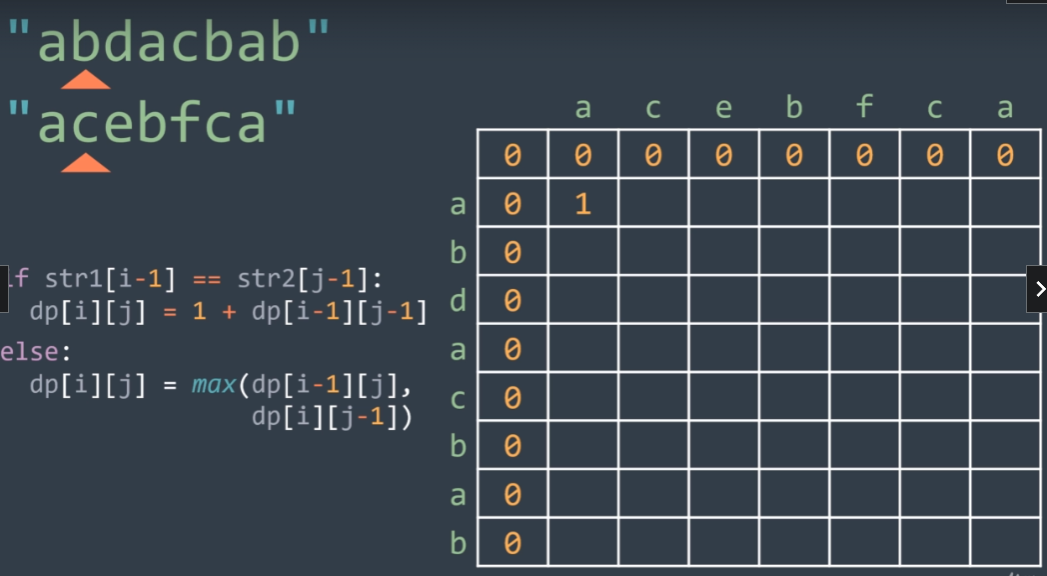 "abdacbab"
"acebfca"
if str1[i-1] == str2[j-1]:
dp[i][j] = 1 + dp[i-1][j-1]
else:
dp[i][j] = max(dp[i-1][j],
dp[i][j-1])
a c e b f c a
0 0 0 0 0 0 0 0
a 0 1
b 0
d 0
a 0
c 0
b 0
a 0
b 0